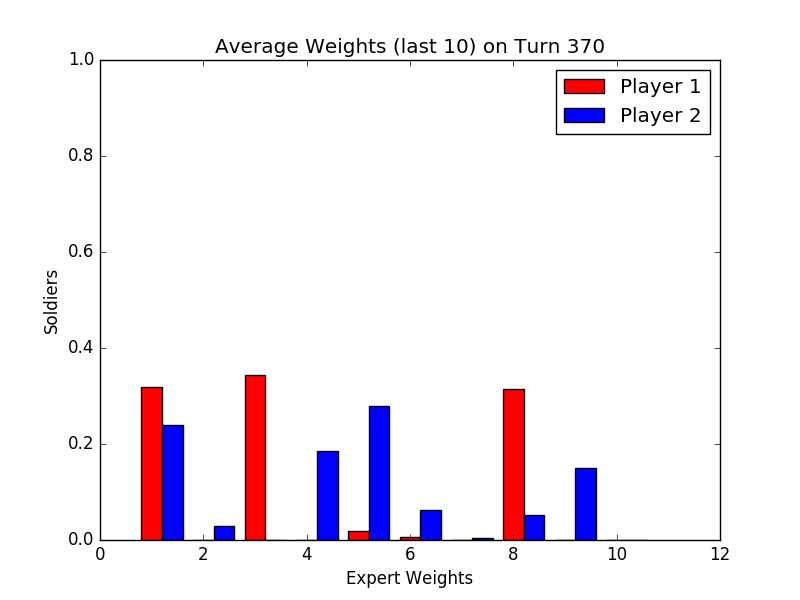 Average Weights (last 10) on Turn 370
1.0
0.8
0.6
0.4
0.2
0.0
Soldiers
Player 1
Player 2
0 2 4 6 8 10 12
Expert Weights